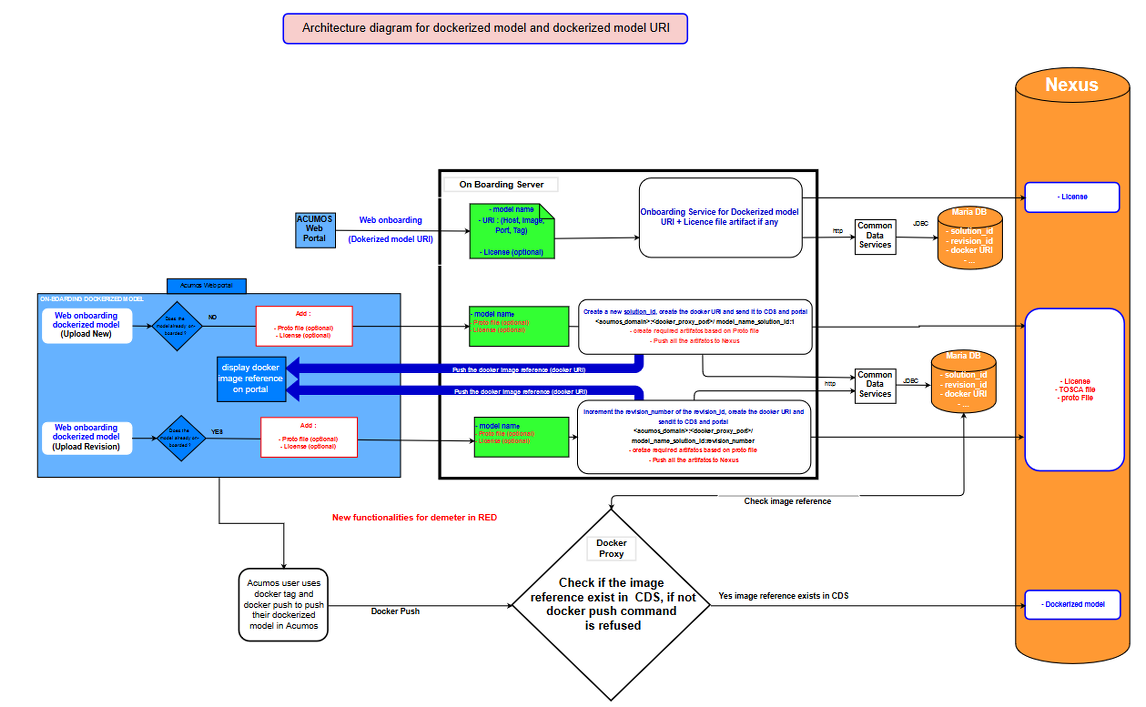 Architecture diagram for dockerized model and dockerized model URI
Nexus
- License
- License
- TOSCA file
- proto File
- Dockerized model
On Boarding Server
ACUMOS
Web
Portal
Web onboarding
(Dokerized model URI)
- model name
- URI : (Host, Image,
Port, Tag)
- License (optional)
Onboarding Service for Dockerized model
URI + Licence file artifact if any
http
Common
Data
Services
JDBC
Maria DB
- solution_id
- revision_id
- docker URI
- ...
Acumos Web portal
ON-BOARDING DOCKERIZED MODEL
Web onboarding
dockerized model
(Upload New)
Does the
model already on-
boarded ?
NO
Add :
- Proto file (optional)
- License (optional)
- model name
- Proto file (optional)
- License (optional)
Create a new solution_id, create the docker URI and send it to CDS and portal
<acumos_domain>:<docker_proxy_port>/ model_name_solution_id:1
- create required artifatos based on Proto file
- Push all the artifatos to Nexus
display docker
image reference
on portal
Push the docker image reference (docker URI)
Push the docker image reference (docker URI)
http
Common
Data
Services
JDBC
Maria DB
- solution_id
- revision_id
- docker URI
- ...
Web onboarding
dockerized model
(Upload Revision)
Does the
model already on-
boarded ?
YES
Add :
- Proto file (optional)
- License (optional)
- model name
- Proto file (optional)
- License (optional)
Increment the revision_number of the revision_id, create the docker URI and
sendit to CDS and portal
<acumos_domain>:<docker_proxy_port>/
model_name_solution_id:revision_number
- cretae required artifatos based on proto file
- Push all the artifatos to Nexus
Check image reference
New functionalities for demeter in RED
Docker
Proxy
Check if the image
reference exist in CDS, if not
docker push command
is refused
Acumos user uses
docker tag and
docker push to push
their dockerized
model in Acumos
Docker Push
Yes image reference exists in CDS